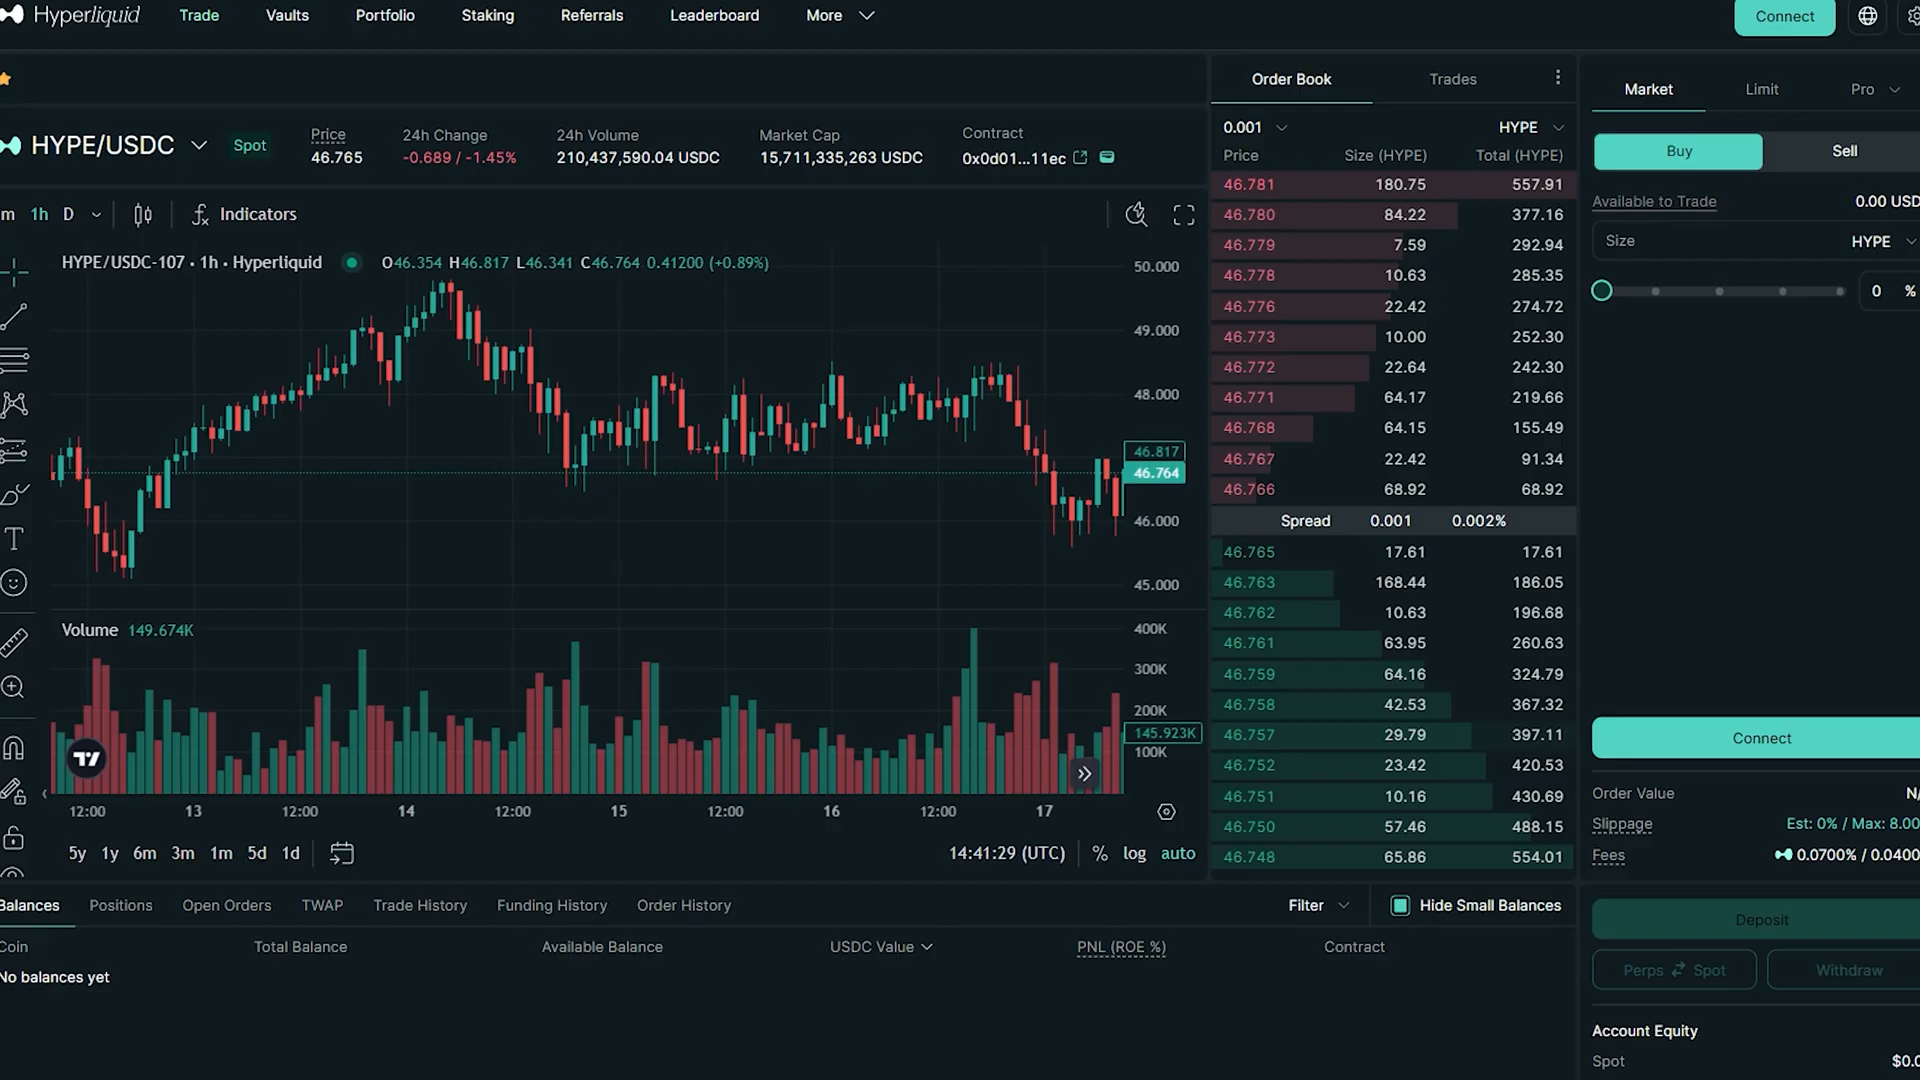 Hyperliquid Trade Vaults Portfolio Staking Referrals Leaderboard More Connect
HYPE/USDC Spot
Price 46.765
24h Change -0.689 / -1.45%
24h Volume 210,437,590.04 USDC
Market Cap 15,711,335,263 USDC
Contract 0x0d01...11ec
m 1h D Indicators
HYPE/USDC-107 · 1h · Hyperliquid O46.354 H46.817 L46.341 C46.764 0.41200 (+0.89%)
50.000
49.000
48.000
46.817
46.764
46.000
45.000
Volume 149.674K
400K
300K
200K
145.923K
100K
12:00 13 12:00 14 12:00 15 12:00 16 12:00 17
5y 1y 6m 3m 1m 5d 1d 14:41:29 (UTC) % log auto
Order Book Trades
0.001 HYPE
Price Size (HYPE) Total (HYPE)
46.781 180.75 557.91
46.780 84.22 377.16
46.779 7.59 292.94
46.778 10.63 285.35
46.776 22.42 274.72
46.773 10.00 252.30
46.772 22.64 242.30
46.771 64.17 219.66
46.768 64.15 155.49
46.767 22.42 91.34
46.766 68.92 68.92
Spread 0.001 0.002%
46.765 17.61 17.61
46.763 168.44 186.05
46.762 10.63 196.68
46.761 63.95 260.63
46.759 64.16 324.79
46.758 42.53 367.32
46.757 29.79 397.11
46.752 23.42 420.53
46.751 10.16 430.69
46.750 57.46 488.15
46.748 65.86 554.01
Market Limit Pro
Buy Sell
Available to Trade 0.00 USD
Size HYPE
0 %
Connect
Order Value N/
Slippage Est: 0% / Max: 8.00
Fees 0.0700% / 0.0400
Balances Positions Open Orders TWAP Trade History Funding History Order History Filter Hide Small Balances
Coin Total Balance Available Balance USDC Value PNL (ROE %) Contract
No balances yet
Deposit
Perps Spot Withdraw
Account Equity
Spot $0.0